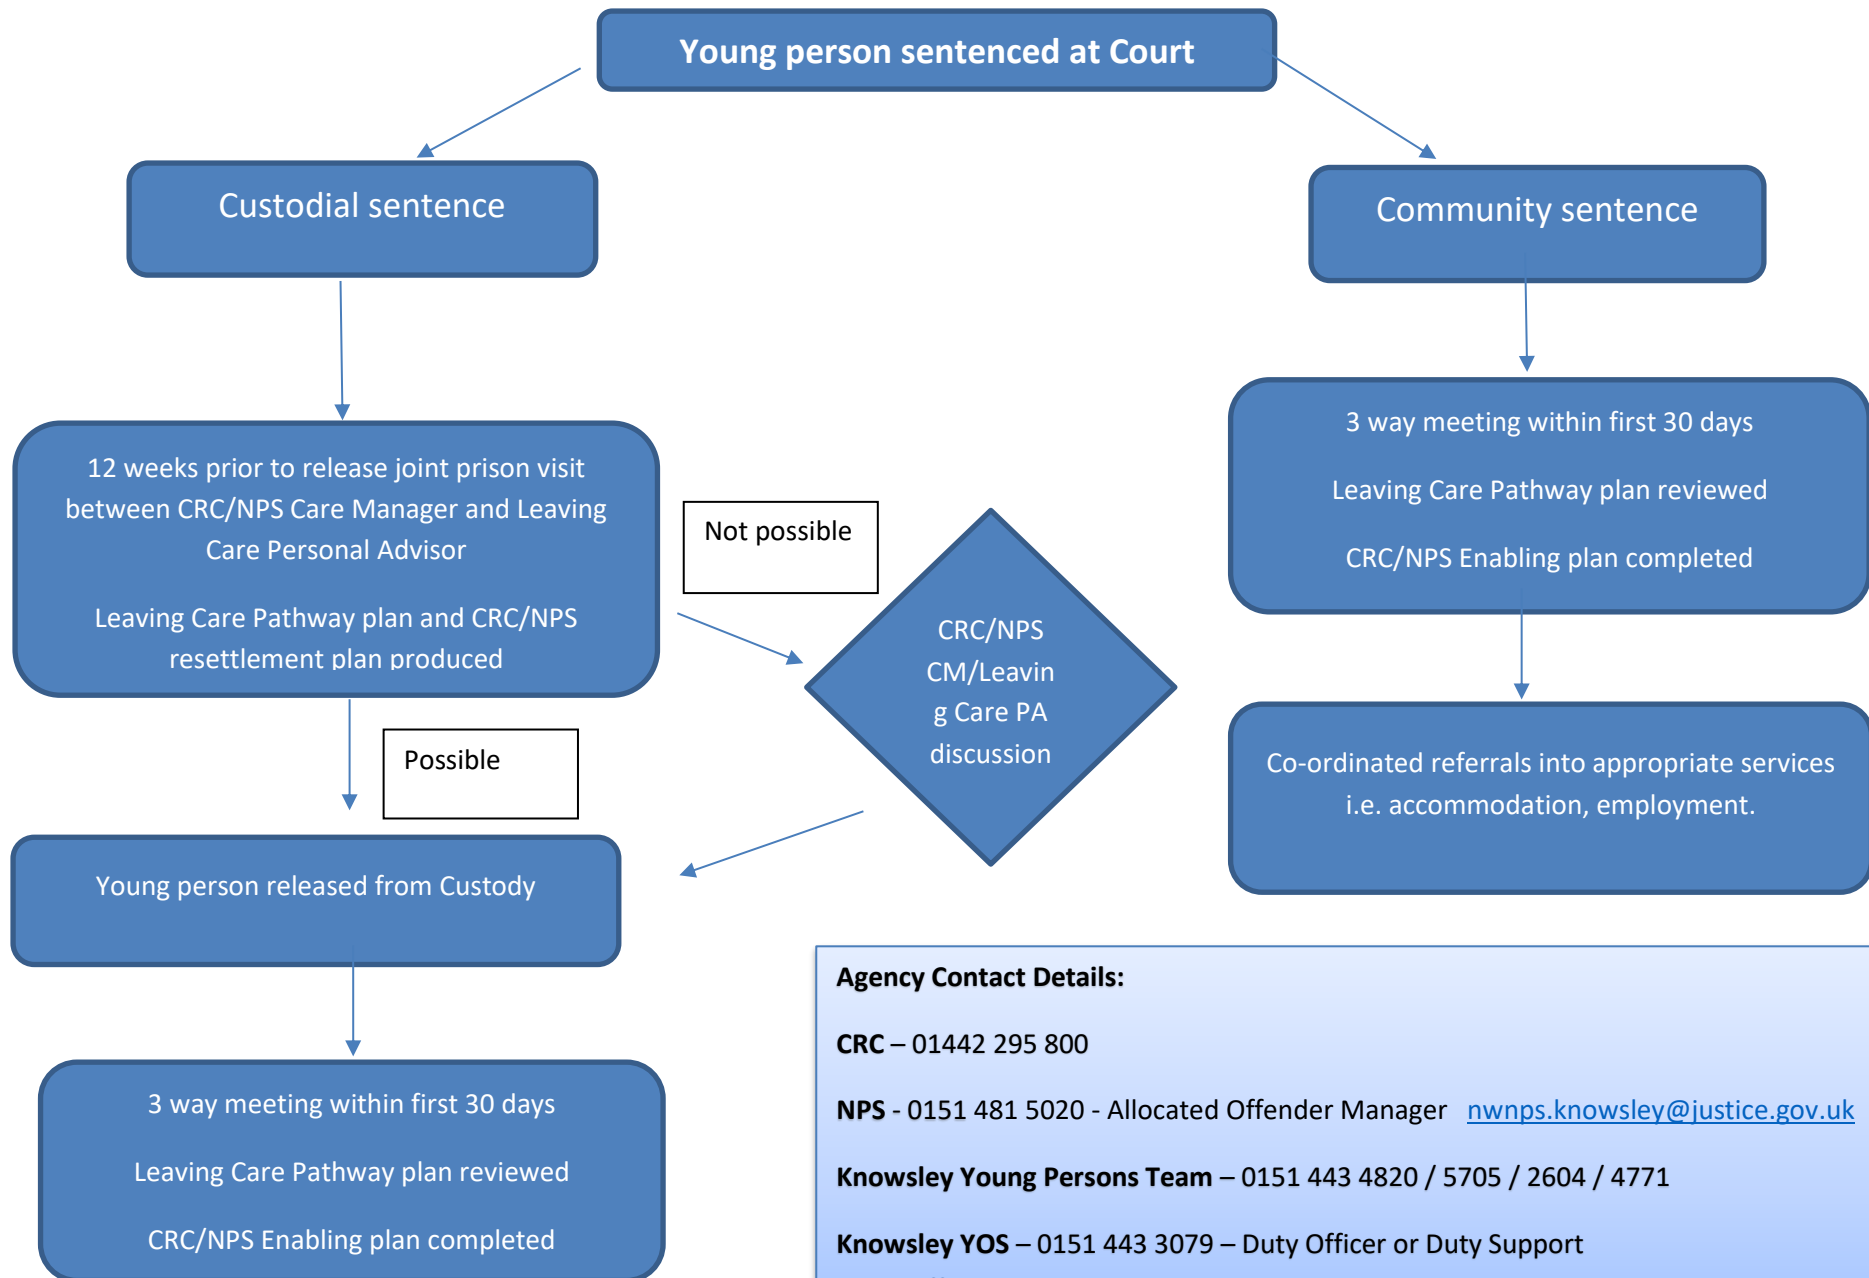 Young person sentenced at Court
Custodial sentence
Community sentence
12 weeks prior to release joint prison visit
between CRC/NPS Care Manager and Leaving
Care Personal Advisor
Leaving Care Pathway plan and CRC/NPS
resettlement plan produced
Not possible
CRC/NPS
CM/Leavin
g Care PA
discussion
3 way meeting within first 30 days
Leaving Care Pathway plan reviewed
CRC/NPS Enabling plan completed
Possible
Co-ordinated referrals into appropriate services
i.e. accommodation, employment.
Young person released from Custody
3 way meeting within first 30 days
Leaving Care Pathway plan reviewed
CRC/NPS Enabling plan completed
Agency Contact Details:
CRC – 01442 295 800
NPS - 0151 481 5020 - Allocated Offender Manager nwnps.knowsley@justice.gov.uk
Knowsley Young Persons Team – 0151 443 4820 / 5705 / 2604 / 4771
Knowsley YOS – 0151 443 3079 – Duty Officer or Duty Support